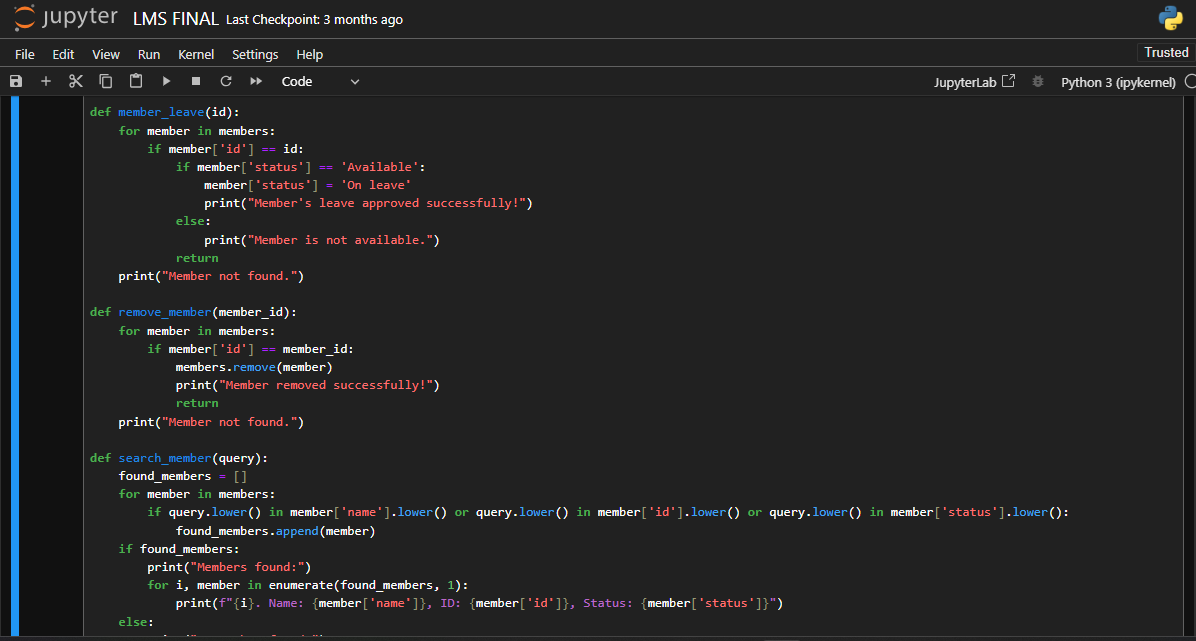 jupyter LMS FINAL Last Checkpoint: 3 months ago
File Edit View Run Kernel Settings Help Trusted
Code JupyterLab Python 3 (ipykernel)
def member_leave(id):
    for member in members:
        if member['id'] == id:
            if member['status'] == 'Available':
                member['status'] = 'On leave'
                print("Member's leave approved successfully!")
            else:
                print("Member is not available.")
            return
    print("Member not found.")

def remove_member(member_id):
    for member in members:
        if member['id'] == member_id:
            members.remove(member)
            print("Member removed successfully!")
            return
    print("Member not found.")

def search_member(query):
    found_members = []
    for member in members:
        if query.lower() in member['name'].lower() or query.lower() in member['id'].lower() or query.lower() in member['status'].lower():
            found_members.append(member)
    if found_members:
        print("Members found:")
        for i, member in enumerate(found_members, 1):
            print(f"{i}. Name: {member['name']}, ID: {member['id']}, Status: {member['status']}")
    else: